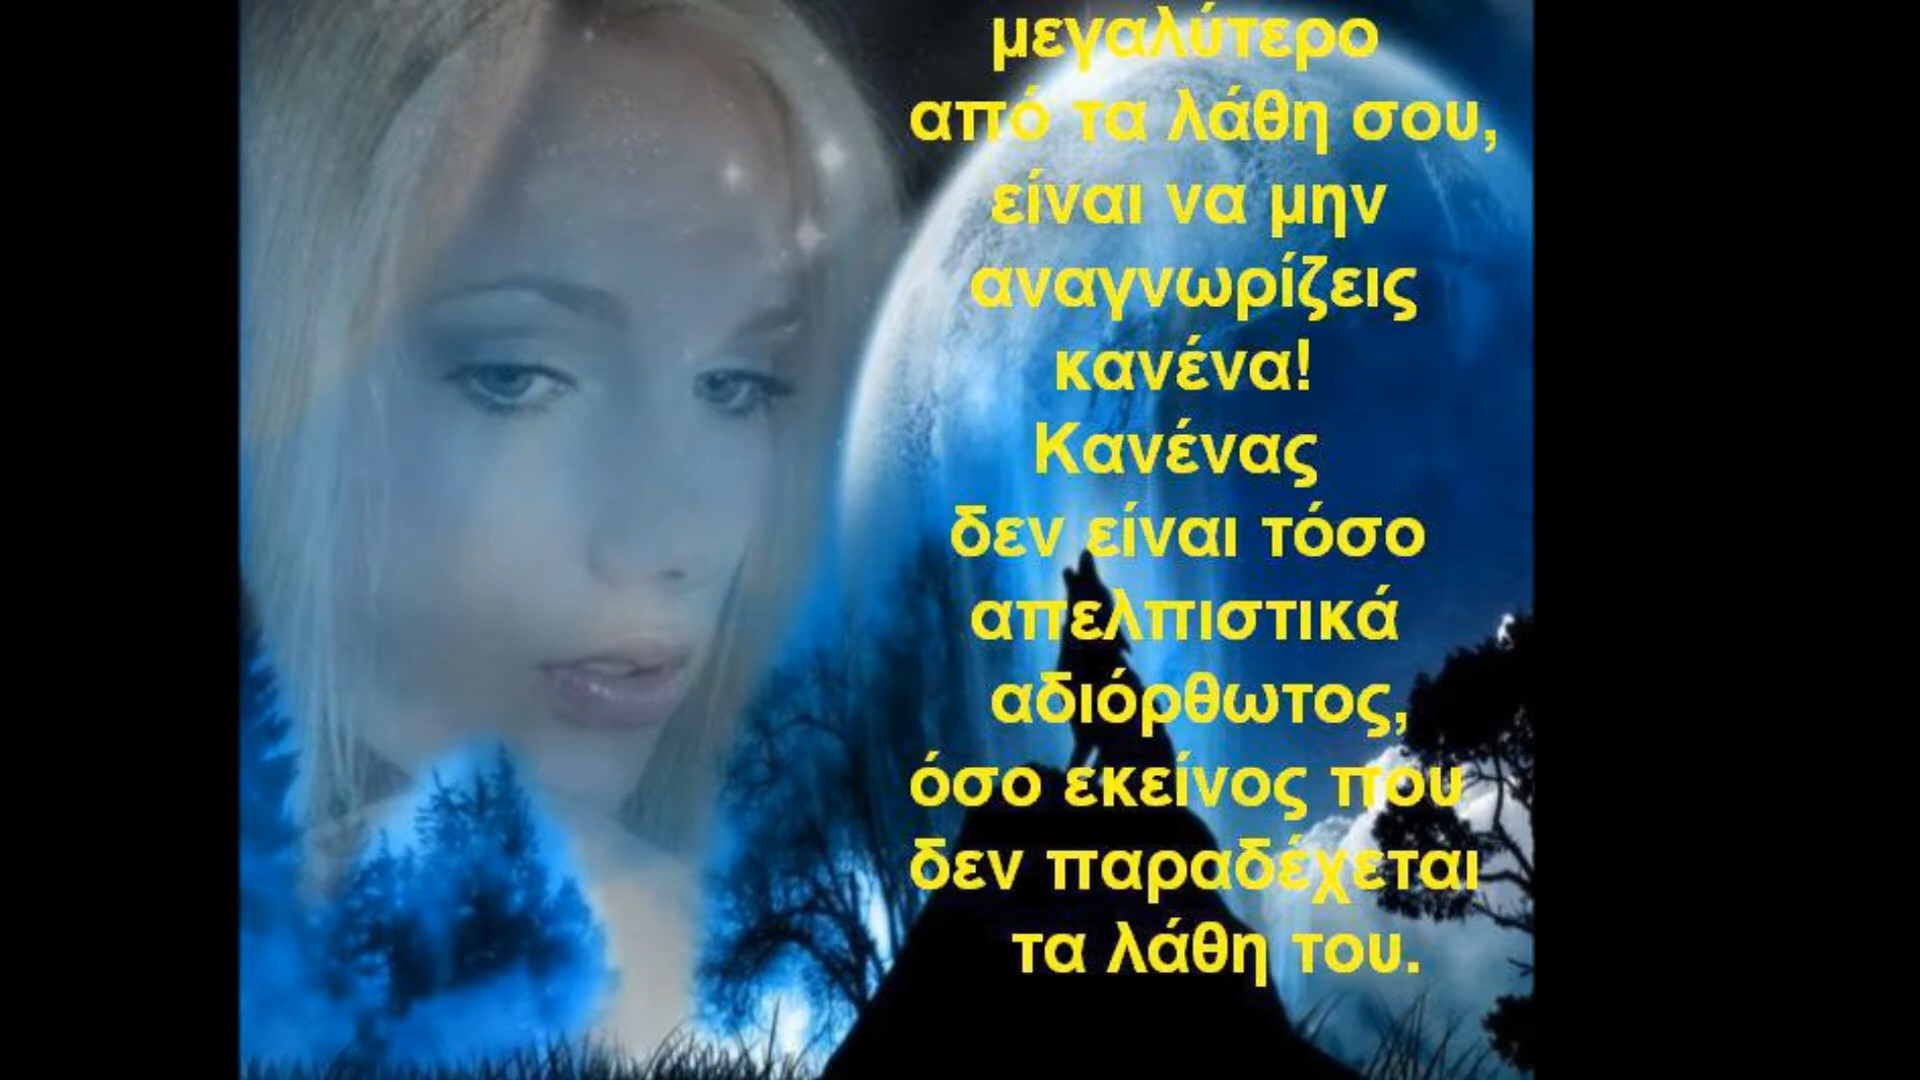 μεγαλύτερο
από τα λάθη σου,
είναι να μην
αναγνωρίζεις
κανένα!
Κανένας
δεν είναι τόσο
απελπιστικά
αδιόρθωτος,
όσο εκείνος που
δεν παραδέχεται
τα λάθη του.